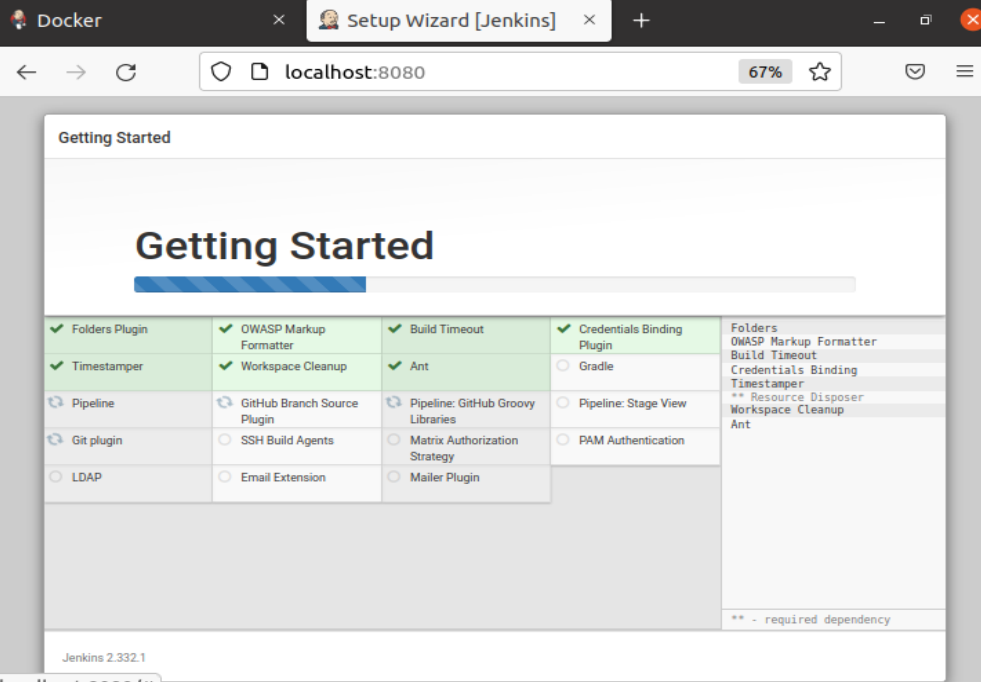 Docker
Setup Wizard [Jenkins]
localhost:8080
67%
Getting Started
Getting Started
Folders Plugin
OWASP Markup
Formatter
Build Timeout
Credentials Binding
Plugin
Timestamper
Workspace Cleanup
Ant
Gradle
Pipeline
GitHub Branch Source
Plugin
Pipeline: GitHub Groovy
Libraries
Pipeline: Stage View
Git plugin
SSH Build Agents
Matrix Authorization
Strategy
PAM Authentication
LDAP
Email Extension
Mailer Plugin
Folders
OWASP Markup Formatter
Build Timeout
Credentials Binding
Timestamper
** Resource Disposer
Workspace Cleanup
Ant
** - required dependency
Jenkins 2.332.1